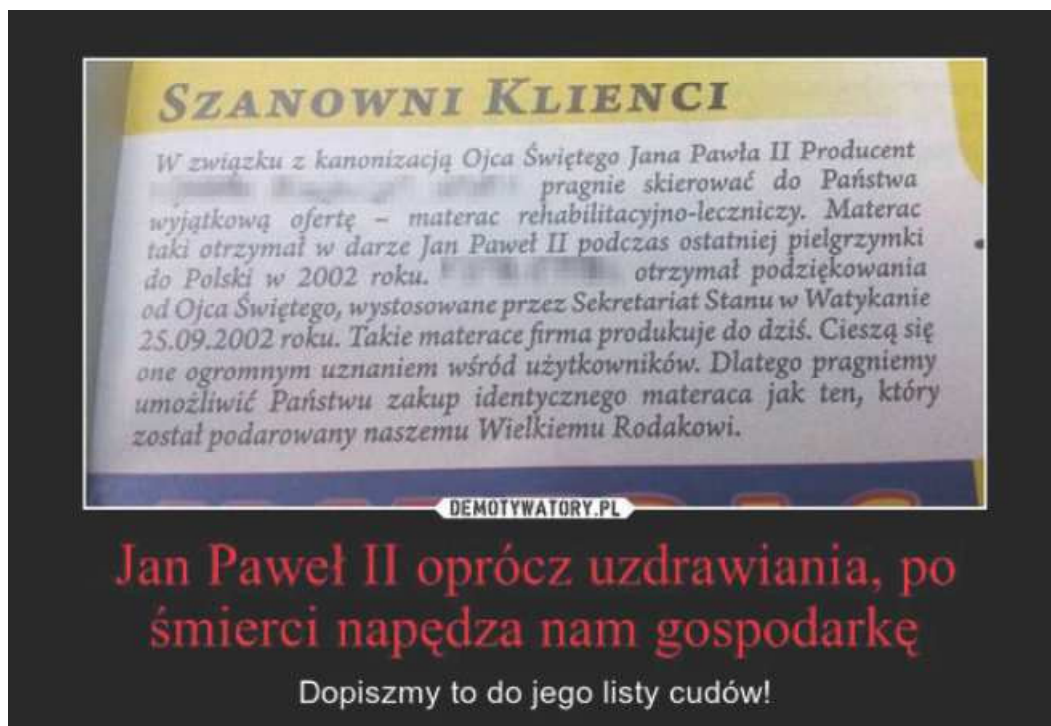 SZANOWNI KLIENCI
W związku z kanonizacją Ojca Świętego Jana Pawła II Producent
pragnie skierować do Państwa
wyjątkową ofertę – materac rehabilitacyjno-leczniczy. Materac
taki otrzymał w darze Jan Paweł II podczas ostatniej pielgrzymki
do Polski w 2002 roku. otrzymał podziękowania
od Ojca Świętego, wystosowane przez Sekretariat Stanu w Watykanie
25.09.2002 roku. Takie materace firma produkuje do dziś. Cieszą się
one ogromnym uznaniem wśród użytkowników. Dlatego pragniemy
umożliwić Państwu zakup identycznego materaca jak ten, który
został podarowany naszemu Wielkiemu Rodakowi.
DEMOTYWATORY.PL
Jan Paweł II oprócz uzdrawiania, po
śmierci napędza nam gospodarkę
Dopiszmy to do jego listy cudów!